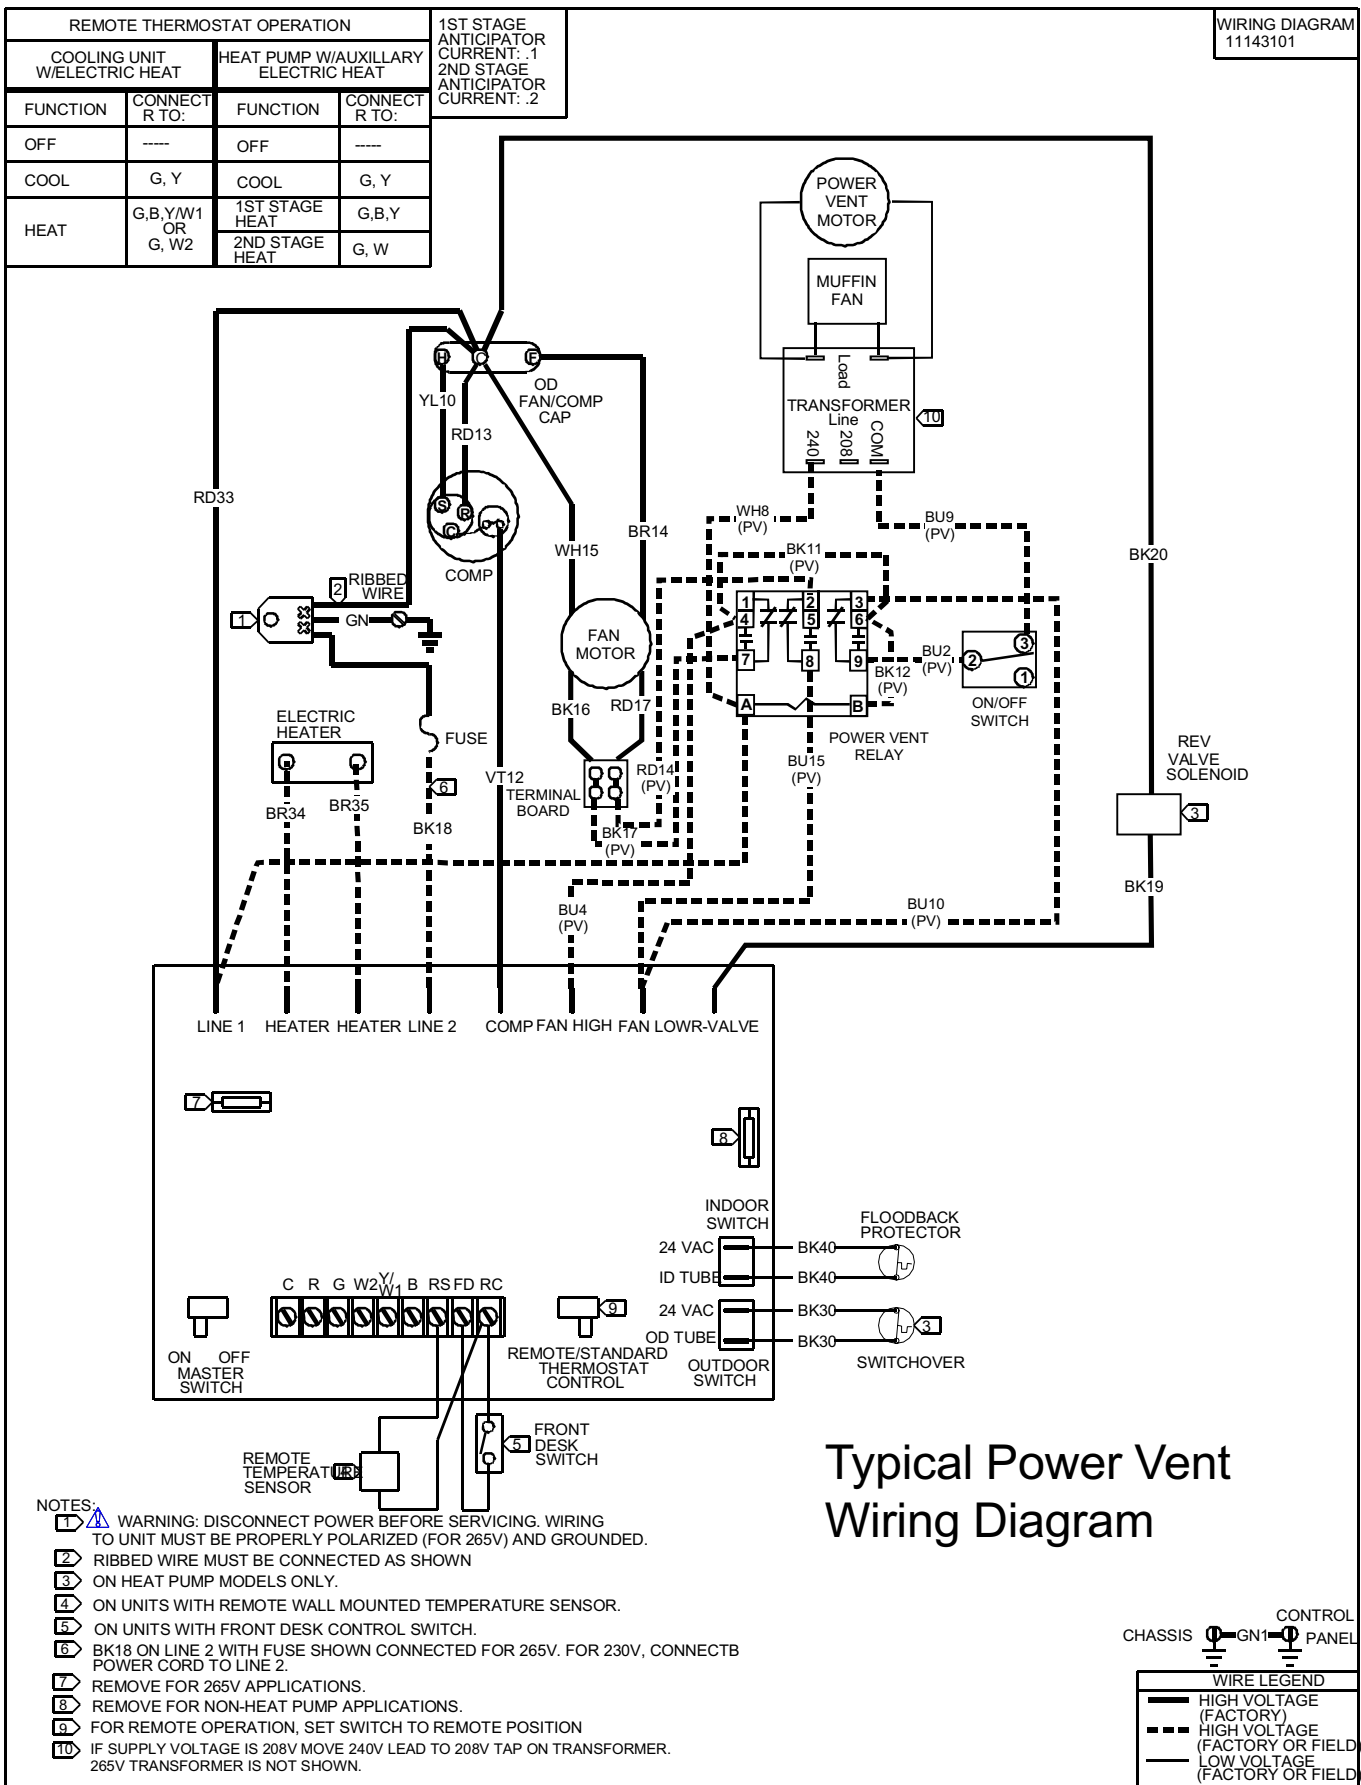 REMOTE THERMOSTAT OPERATION
COOLING UNIT
W/ELECTRIC HEAT
HEAT PUMP W/AUXILLARY
ELECTRIC HEAT
FUNCTION
CONNECT
R TO:
FUNCTION
CONNECT
R TO:
OFF
-----
OFF
-----
COOL
G, Y
COOL
G, Y
HEAT
G,B,Y/W1
OR
G, W2
1ST STAGE
HEAT
G,B,Y
2ND STAGE
HEAT
G, W
1ST STAGE
ANTICIPATOR
CURRENT: .1
2ND STAGE
ANTICIPATOR
CURRENT: .2
WIRING DIAGRAM
11143101
POWER
VENT
MOTOR
MUFFIN
FAN
Load
TRANSFORMER
Line
240
208
COM
10
H
C
F
OD
FAN/COMP
CAP
YL10
RD13
RD33
S
R
C
COMP
WH15
BR14
WH8
(PV)
BU9
(PV)
BK11
(PV)
BK20
2
RIBBED
WIRE
1
GN
FAN
MOTOR
1
2
3
4
5
6
7
8
9
A
B
BK12
(PV)
BU2
(PV)
3
2
1
ON/OFF
SWITCH
POWER VENT
RELAY
BK16
RD17
ELECTRIC
HEATER
FUSE
6
BR34
BR35
BK18
VT12
TERMINAL
BOARD
RD14
(PV)
BK17
(PV)
BU15
(PV)
REV
VALVE
SOLENOID
3
BK19
BU4
(PV)
BU10
(PV)
LINE 1
HEATER
HEATER
LINE 2
COMP
FAN HIGH
FAN LOW
R-VALVE
7
8
INDOOR
SWITCH
24 VAC
BK40
ID TUBE
BK40
FLOODBACK
PROTECTOR
24 VAC
BK30
OD TUBE
BK30
3
OUTDOOR
SWITCH
SWITCHOVER
C R G W2 Y/W1 B RS FD RC
ON OFF
MASTER
SWITCH
9
REMOTE/STANDARD
THERMOSTAT
CONTROL
5
FRONT
DESK
SWITCH
REMOTE
TEMPERATURE
SENSOR
4
Typical Power Vent
Wiring Diagram
NOTES:
1 WARNING: DISCONNECT POWER BEFORE SERVICING. WIRING
TO UNIT MUST BE PROPERLY POLARIZED (FOR 265V) AND GROUNDED.
2 RIBBED WIRE MUST BE CONNECTED AS SHOWN
3 ON HEAT PUMP MODELS ONLY.
4 ON UNITS WITH REMOTE WALL MOUNTED TEMPERATURE SENSOR.
5 ON UNITS WITH FRONT DESK CONTROL SWITCH.
6 BK18 ON LINE 2 WITH FUSE SHOWN CONNECTED FOR 265V. FOR 230V, CONNECTB
POWER CORD TO LINE 2.
7 REMOVE FOR 265V APPLICATIONS.
8 REMOVE FOR NON-HEAT PUMP APPLICATIONS.
9 FOR REMOTE OPERATION, SET SWITCH TO REMOTE POSITION
10 IF SUPPLY VOLTAGE IS 208V MOVE 240V LEAD TO 208V TAP ON TRANSFORMER.
265V TRANSFORMER IS NOT SHOWN.
CHASSIS
GN1
CONTROL
PANEL
WIRE LEGEND
HIGH VOLTAGE
(FACTORY)
HIGH VOLTAGE
(FACTORY OR FIELD)
LOW VOLTAGE
(FACTORY OR FIELD)